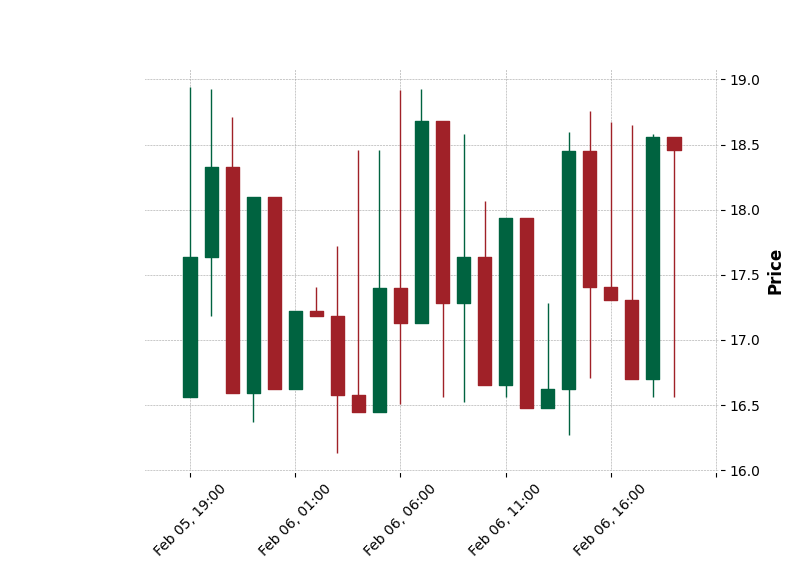 19.0
18.5
18.0
17.5
17.0
16.5
16.0
Price
Feb 05, 19:00
Feb 06, 01:00
Feb 06, 06:00
Feb 06, 11:00
Feb 06, 16:00